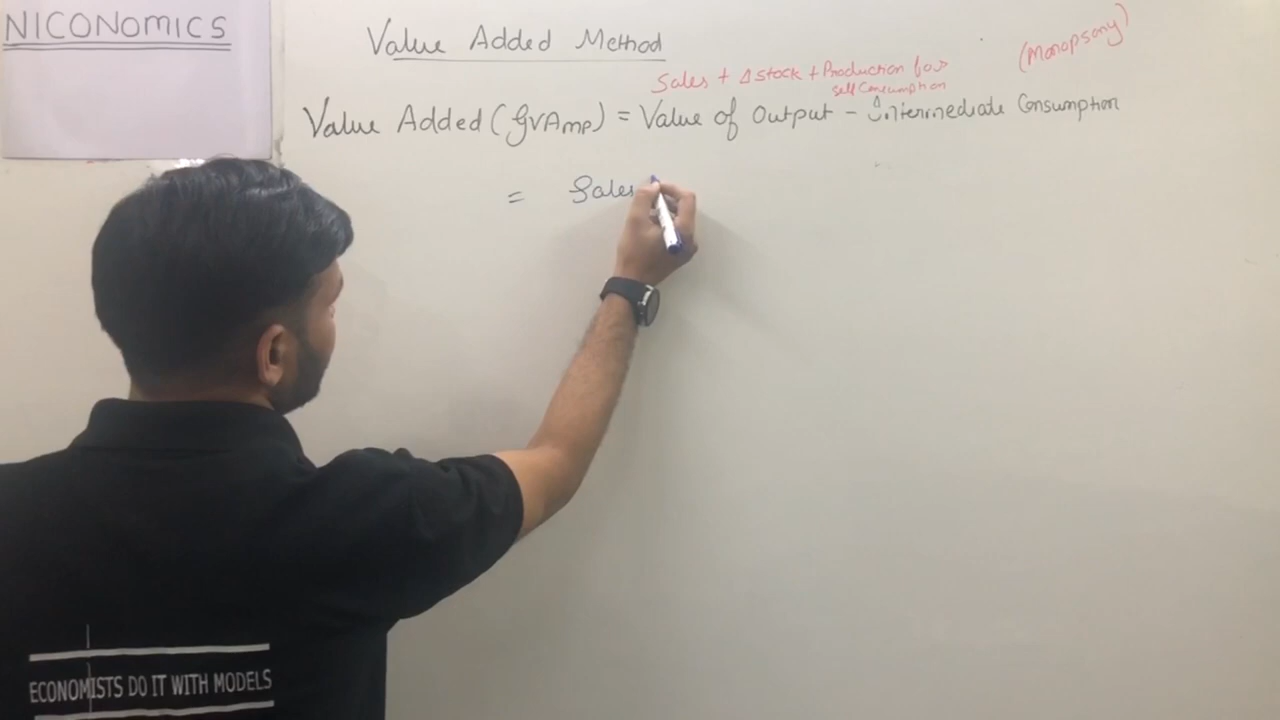 NICONOMICS
Value Added Method
(Monopsony)
Sales + Δstock + Production for
self Consumption
Value Added (GVAMP) = Value of Output - Intermediate Consumption
= Sales
ECONOMISTS DO IT WITH MODELS